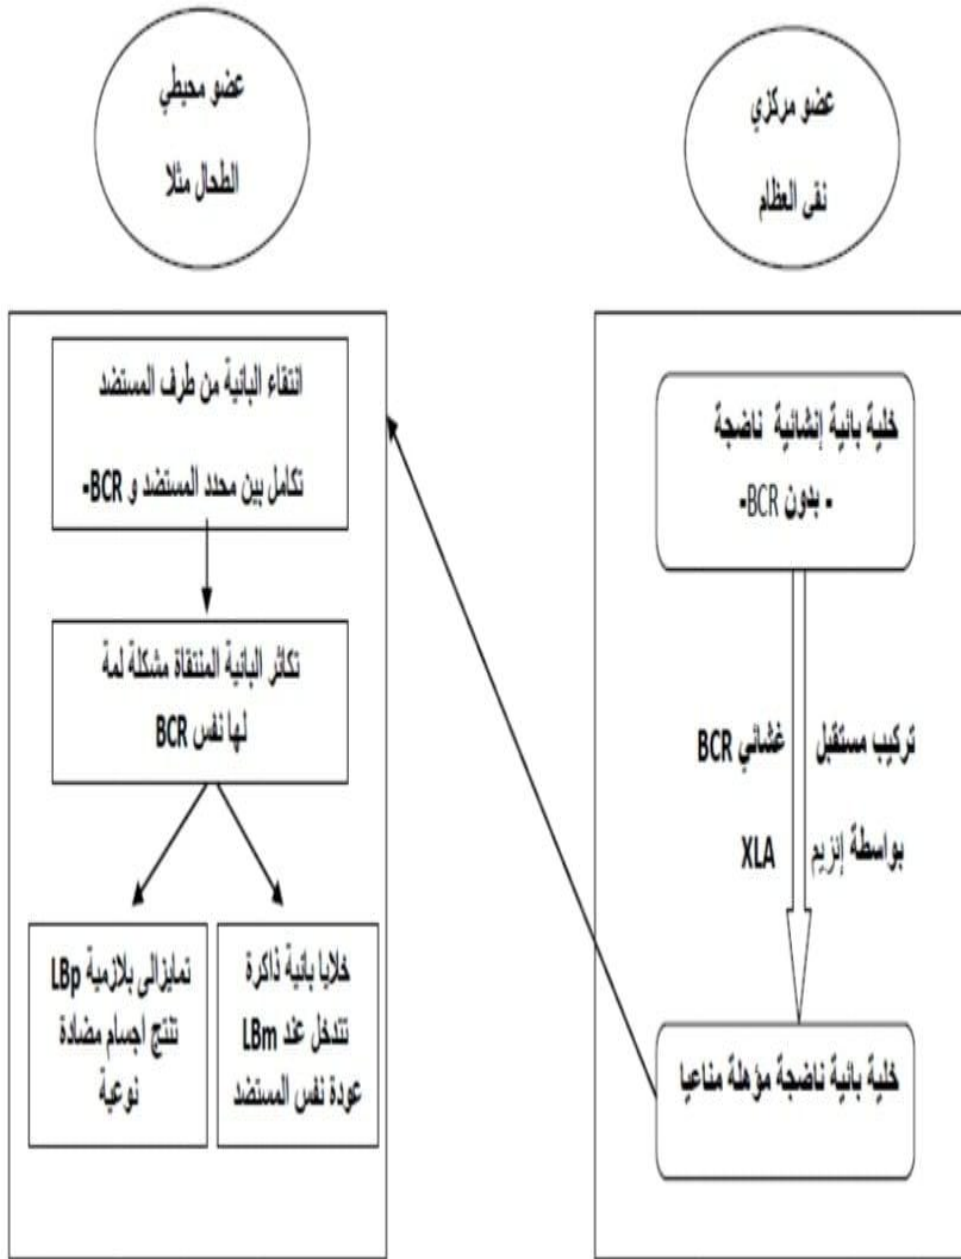 عضو مركزي
نقى العظام
خلية بائية إنشائية ناضجة
- بدون BCR-
تركيب مستقبل غشائي BCR
بواسطة إنزيم XLA
خلية بائية ناضجة مؤهلة مناعيا
عضو محيطي
الطحال مثلا
انتقاء البائية من طرف المستضد
تكامل بين محدد المستضد و BCR-
تكاثر البائية المنتقاة مشكلة لمة
لها نفس BCR
خلايا بائية ذاكرة
LBm تتدخل عند
عودة نفس المستضد
تمايزالى بلازمية LBp
تنتج اجسام مضادة
نوعية